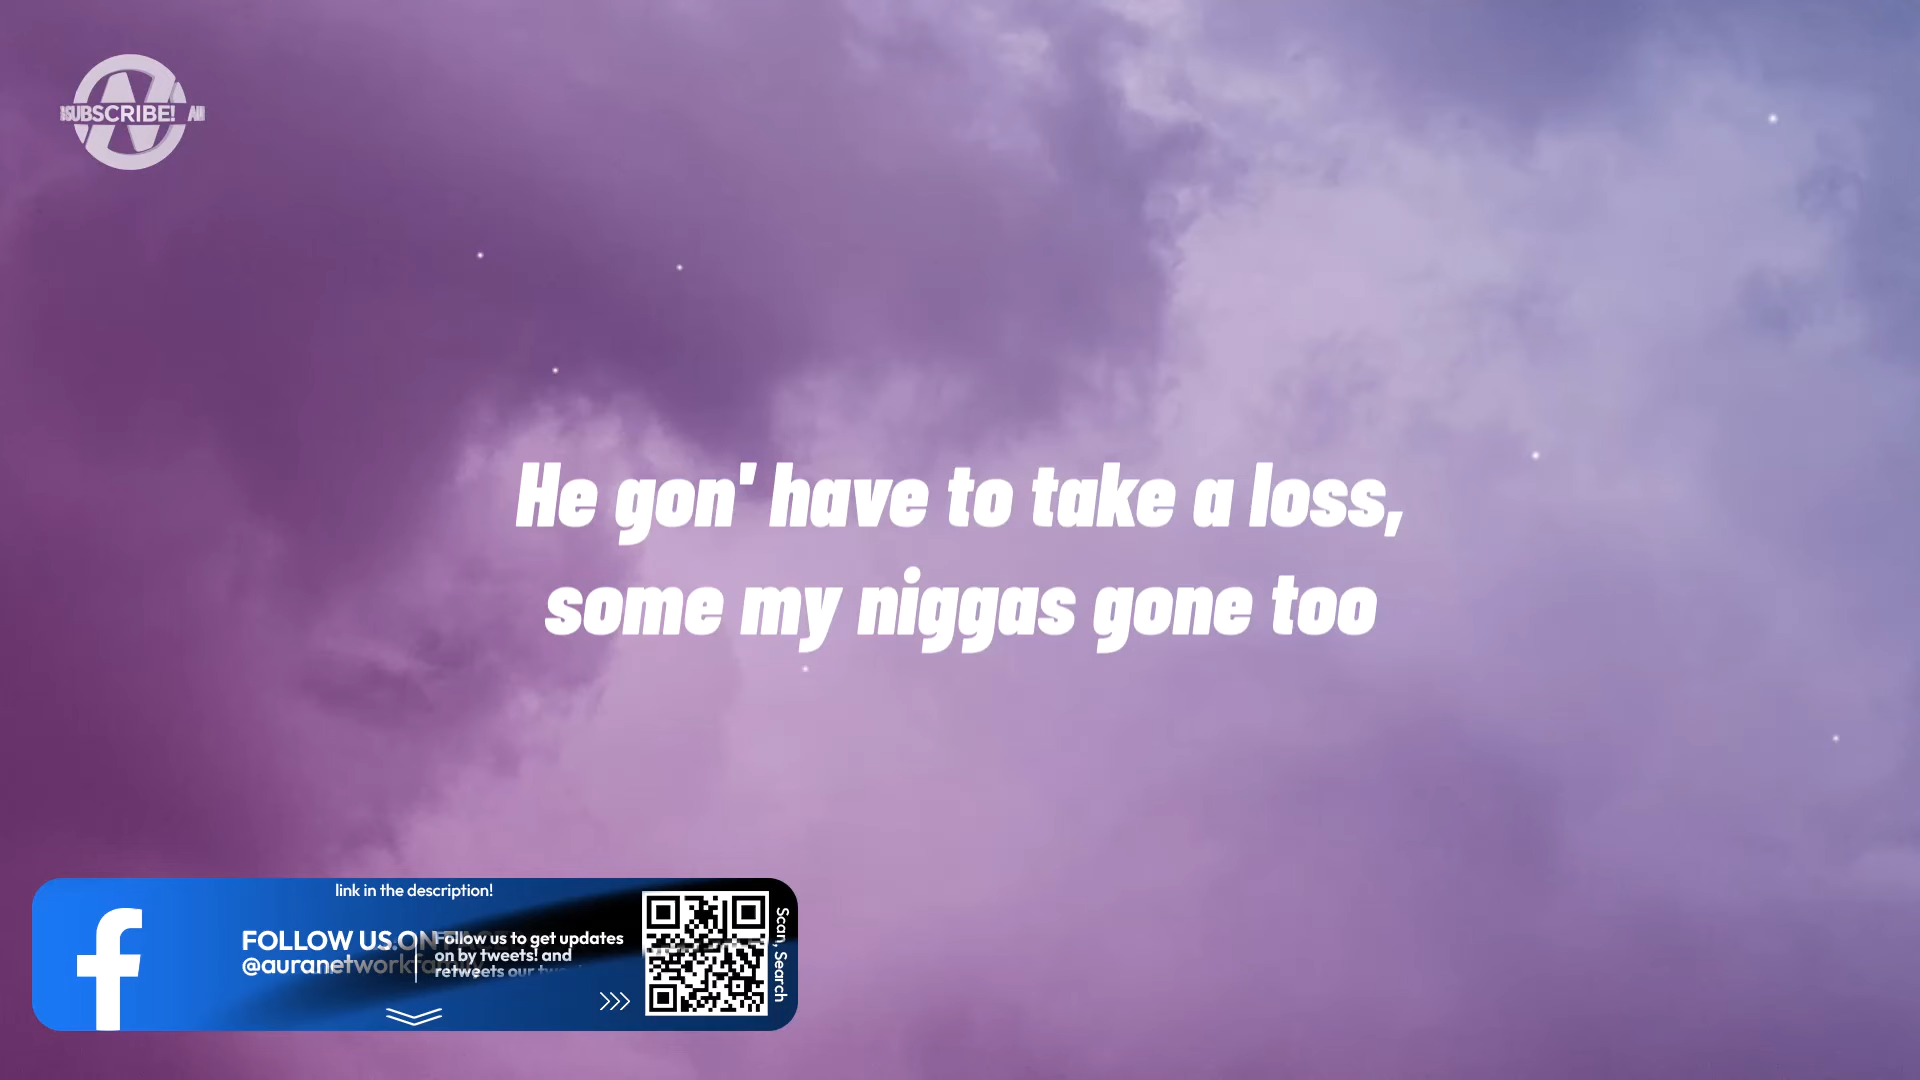 SUBSCRIBE!
He gon' have to take a loss,
some my niggas gone too
link in the description!
FOLLOW US ON
@auranetworkfam
Follow us to get updates
on by tweets! and
retweets our
Scan, Search